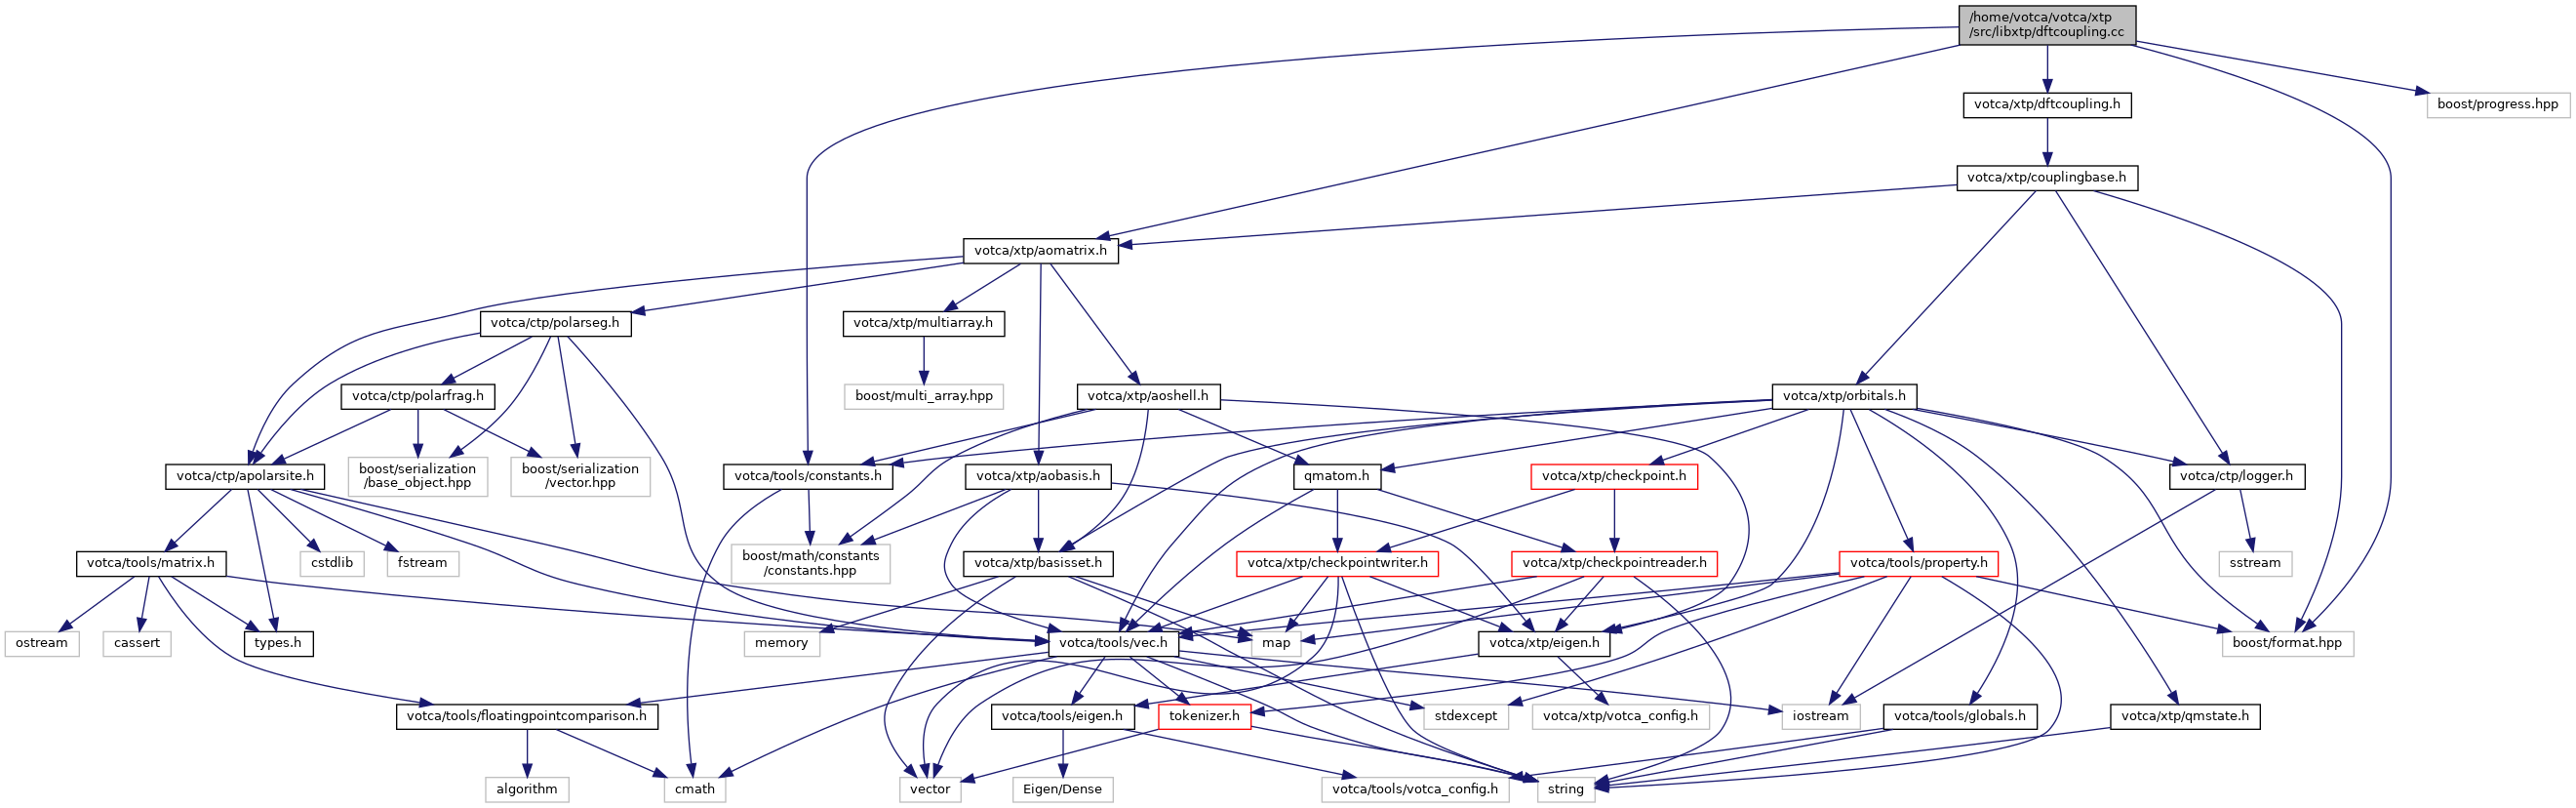 /home/votca/votca/xtp
/src/libxtp/dftcoupling.cc
votca/xtp/dftcoupling.h
boost/progress.hpp
votca/xtp/couplingbase.h
votca/xtp/aomatrix.h
votca/ctp/polarseg.h
votca/xtp/multiarray.h
votca/ctp/polarfrag.h
boost/multi_array.hpp
votca/xtp/aoshell.h
votca/xtp/orbitals.h
votca/ctp/apolarsite.h
boost/serialization
/base_object.hpp
boost/serialization
/vector.hpp
votca/tools/constants.h
votca/xtp/aobasis.h
qmatom.h
votca/xtp/checkpoint.h
votca/ctp/logger.h
votca/tools/matrix.h
cstdlib
fstream
boost/math/constants
/constants.hpp
votca/xtp/basisset.h
votca/xtp/checkpointwriter.h
votca/xtp/checkpointreader.h
votca/tools/property.h
sstream
ostream
cassert
types.h
memory
votca/tools/vec.h
map
votca/xtp/eigen.h
boost/format.hpp
votca/tools/floatingpointcomparison.h
votca/tools/eigen.h
tokenizer.h
stdexcept
votca/xtp/votca_config.h
iostream
votca/tools/globals.h
votca/xtp/qmstate.h
algorithm
cmath
vector
Eigen/Dense
votca/tools/votca_config.h
string